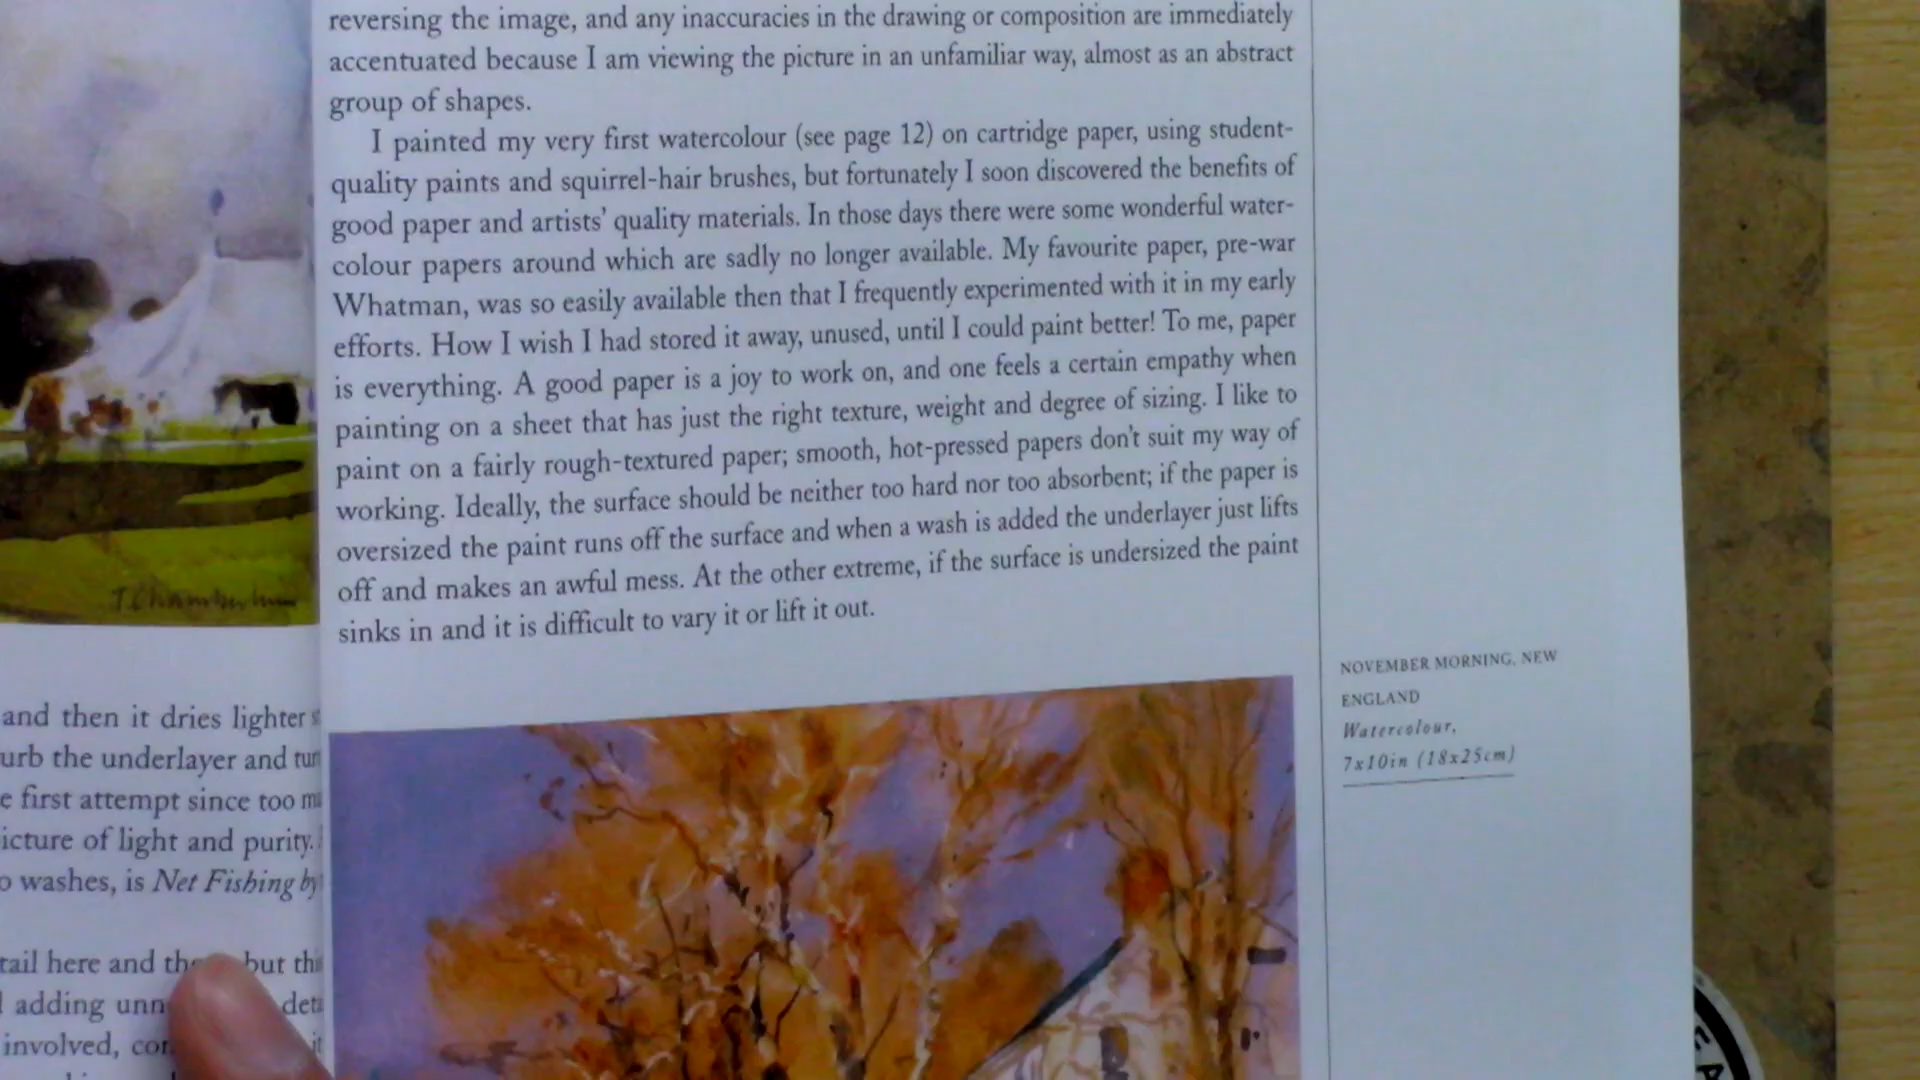 reversing the image, and any inaccuracies in the drawing or composition are immediately
accentuated because I am viewing the picture in an unfamiliar way, almost as an abstract
group of shapes.
I painted my very first watercolour (see page 12) on cartridge paper, using student-
quality paints and squirrel-hair brushes, but fortunately I soon discovered the benefits of
good paper and artists' quality materials. In those days there were some wonderful water-
colour papers around which are sadly no longer available. My favourite paper, pre-war
Whatman, was so easily available then that I frequently experimented with it in my early
efforts. How I wish I had stored it away, unused, until I could paint better! To me, paper
is everything. A good paper is a joy to work on, and one feels a certain empathy when
painting on a sheet that has just the right texture, weight and degree of sizing. I like to
paint on a fairly rough-textured paper; smooth, hot-pressed papers don't suit my way of
working. Ideally, the surface should be neither too hard nor too absorbent; if the paper is
oversized the paint runs off the surface and when a wash is added the underlayer just lifts
off and makes an awful mess. At the other extreme, if the surface is undersized the paint
sinks in and it is difficult to vary it or lift it out.
NOVEMBER MORNING, NEW
ENGLAND
Watercolour,
7x10in (18x25cm)
T Chamberlain
and then it dries lighter
the underlayer and
first attempt since too
of light and purity.
washes, is Net Fishing by
here and but
adding
involved,